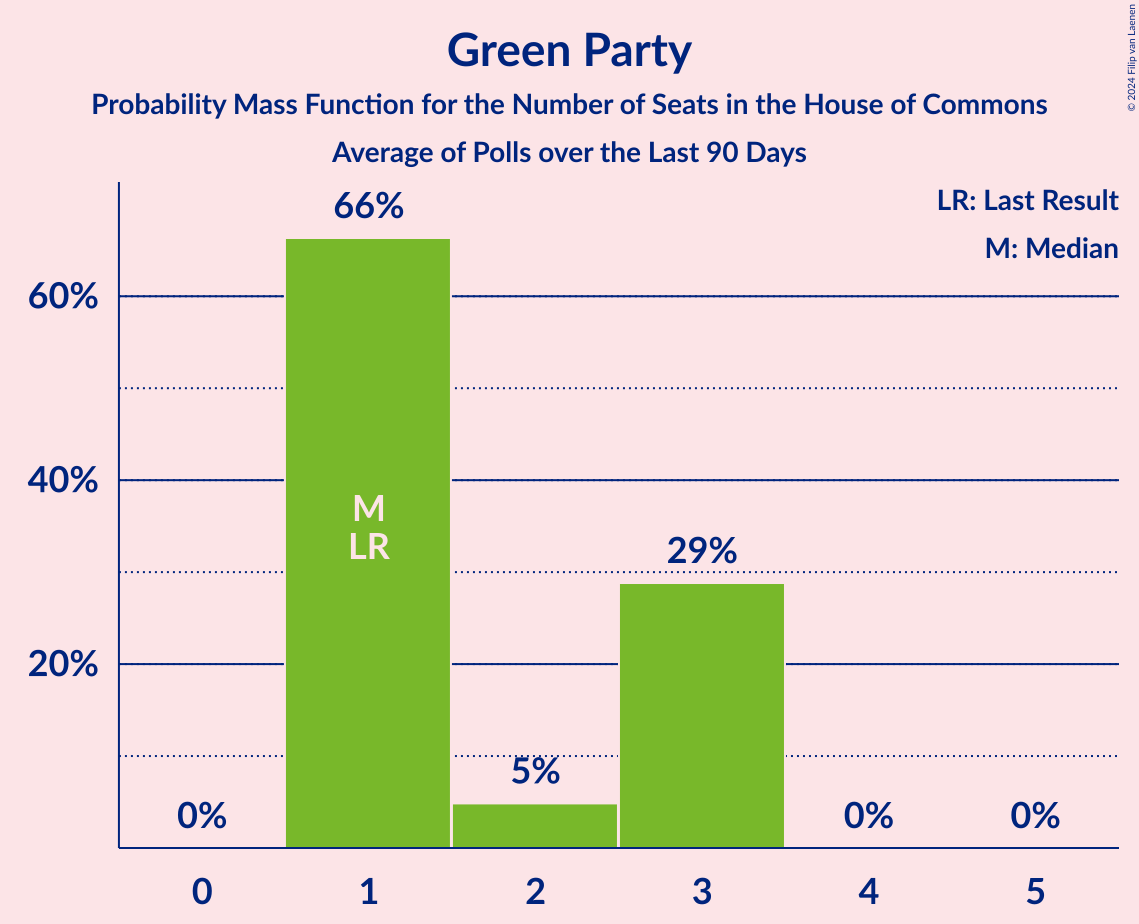 Green Party
Probability Mass Function for the Number of Seats in the House of Commons
Average of Polls over the Last 90 Days
© 2024 Filip van Laenen
LR: Last Result
M: Median
66%
60%
40%
M
LR
29%
20%
5%
0%
0%
0%
0
1
2
3
4
5